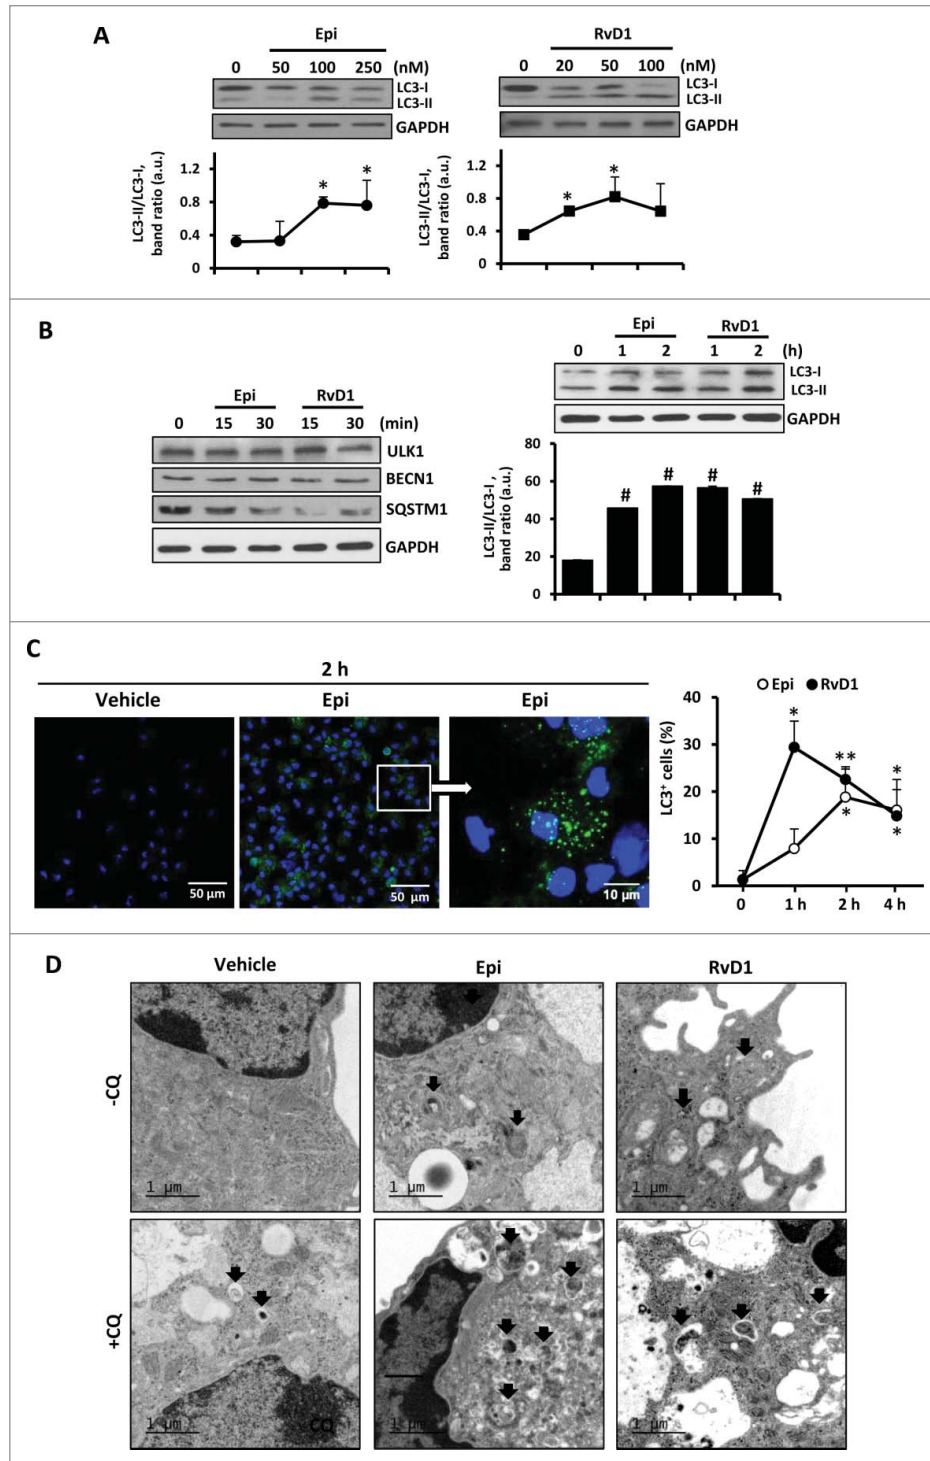 A
Epi
0 50 100 250 (nM)
LC3-I
LC3-II
GAPDH
LC3-II/LC3-I,
band ratio (a.u.)
1.2
0.8
0.4
0
* *
RvD1
0 20 50 100 (nM)
LC3-I
LC3-II
GAPDH
LC3-II/LC3-I,
band ratio (a.u.)
1.2
0.8
0.4
0
* *
B
Epi RvD1
0 15 30 15 30 (min)
ULK1
BECN1
SQSTM1
GAPDH
Epi RvD1
0 1 2 1 2 (h)
LC3-I
LC3-II
GAPDH
LC3-II/LC3-I,
band ratio (a.u.)
80
60
40
20
0
# # # #
C
2 h
Vehicle Epi Epi
50 µm 50 µm 10 µm
Epi RvD1
LC3⁺ cells (%)
40
30
20
10
0
* ** *
* *
0 1 h 2 h 4 h
D
Vehicle Epi RvD1
-CQ
1 µm 1 µm 1 µm
+CQ
1 µm 1 µm 1 µm
CQ